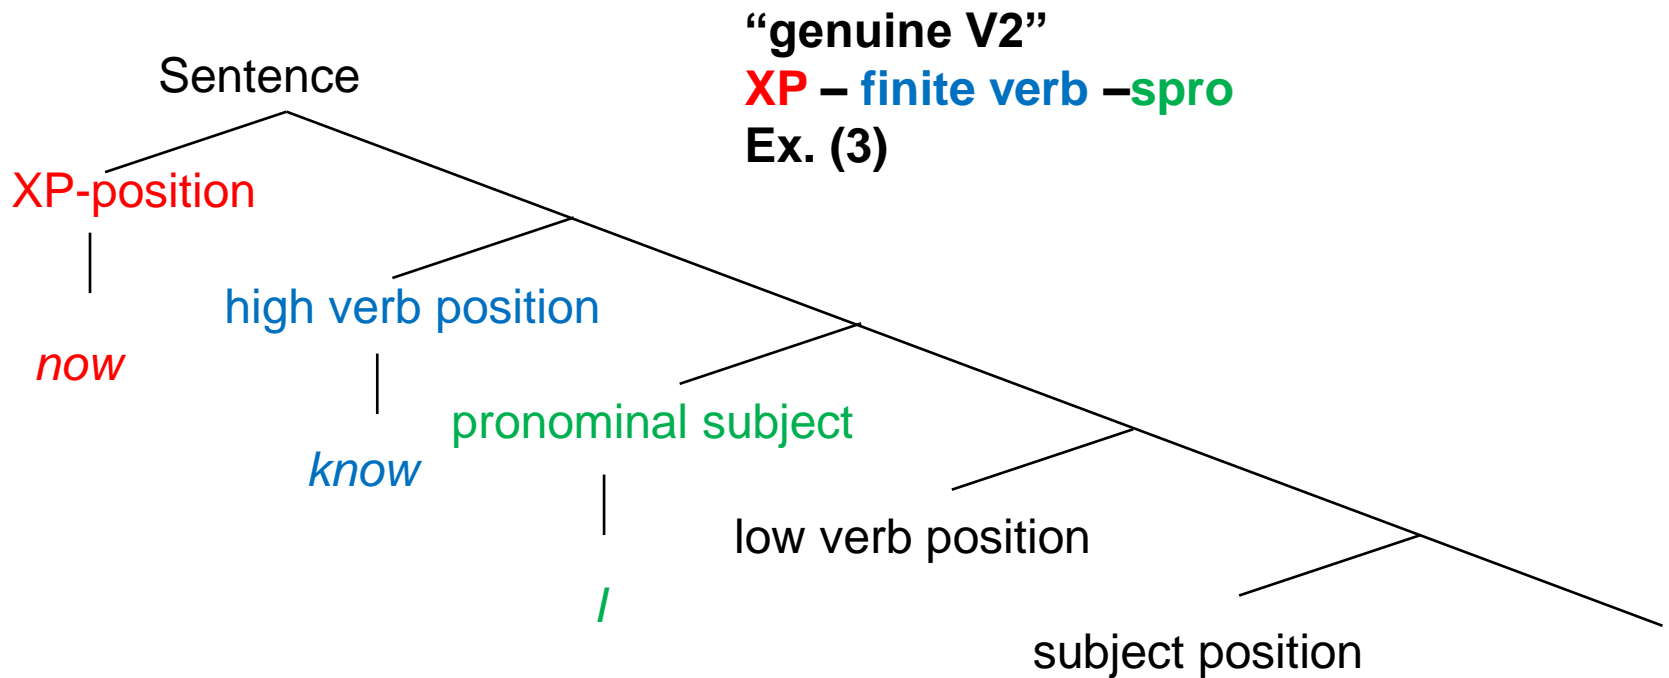 “genuine V2”
XP – finite verb –spro
Ex. (3)
Sentence
XP-position
high verb position
now
pronominal subject
know
low verb position
I
subject position